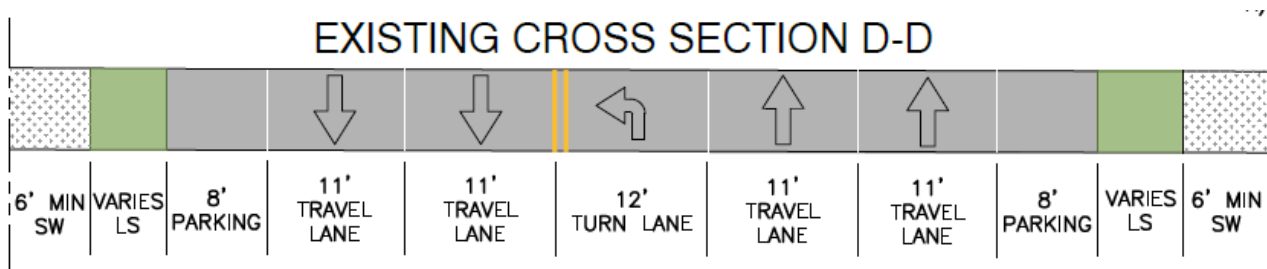 EXISTING CROSS SECTION D-D
6' MIN
SW
VARIES
LS
8'
PARKING
11'
TRAVEL
LANE
11'
TRAVEL
LANE
12'
TURN LANE
11'
TRAVEL
LANE
11'
TRAVEL
LANE
8'
PARKING
VARIES
LS
6' MIN
SW